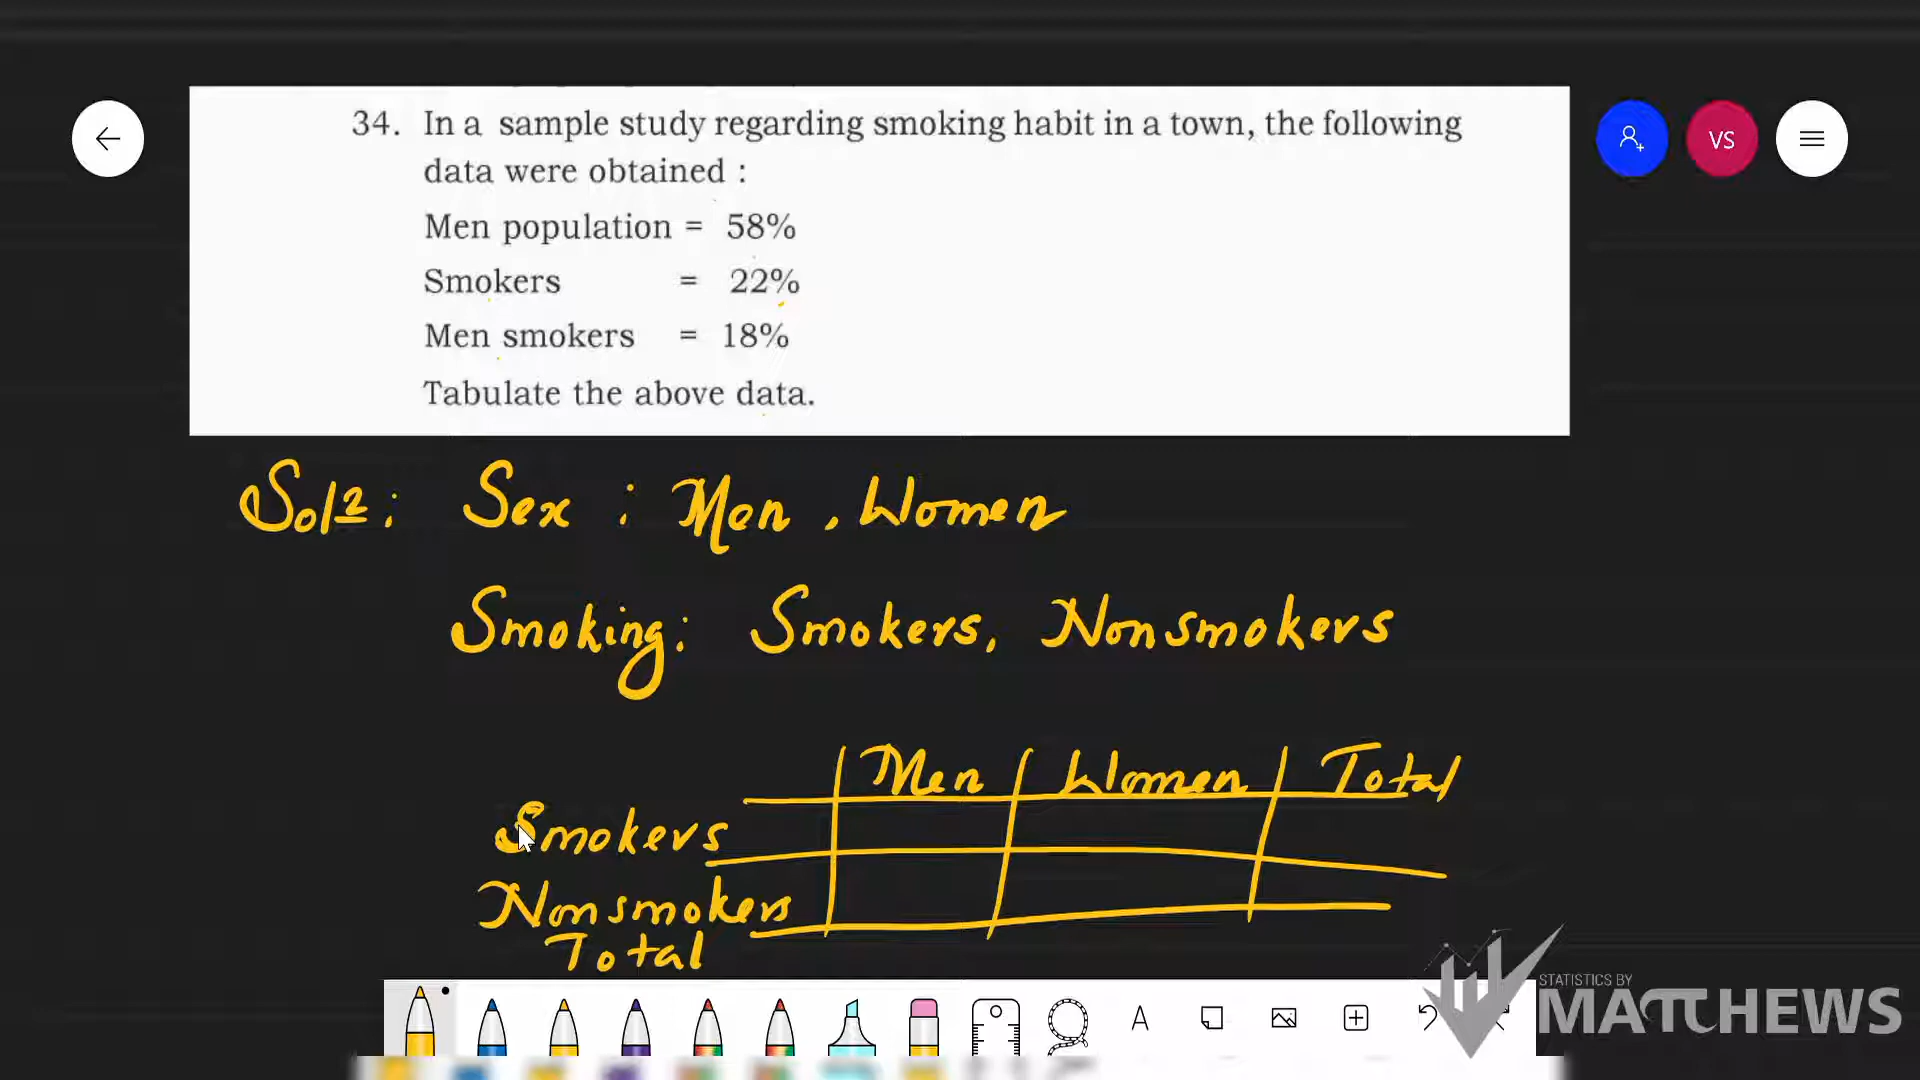 34. In a sample study regarding smoking habit in a town, the following
data were obtained :
Men population = 58%
Smokers = 22%
Men smokers = 18%
Tabulate the above data.
VS
Sol<u>n</u>: Sex : Men , Women
Smoking: Smokers, Nonsmokers
Men Women Total
Smokers
Nonsmokers
Total
A
STATISTICS BY
MATTHEWS